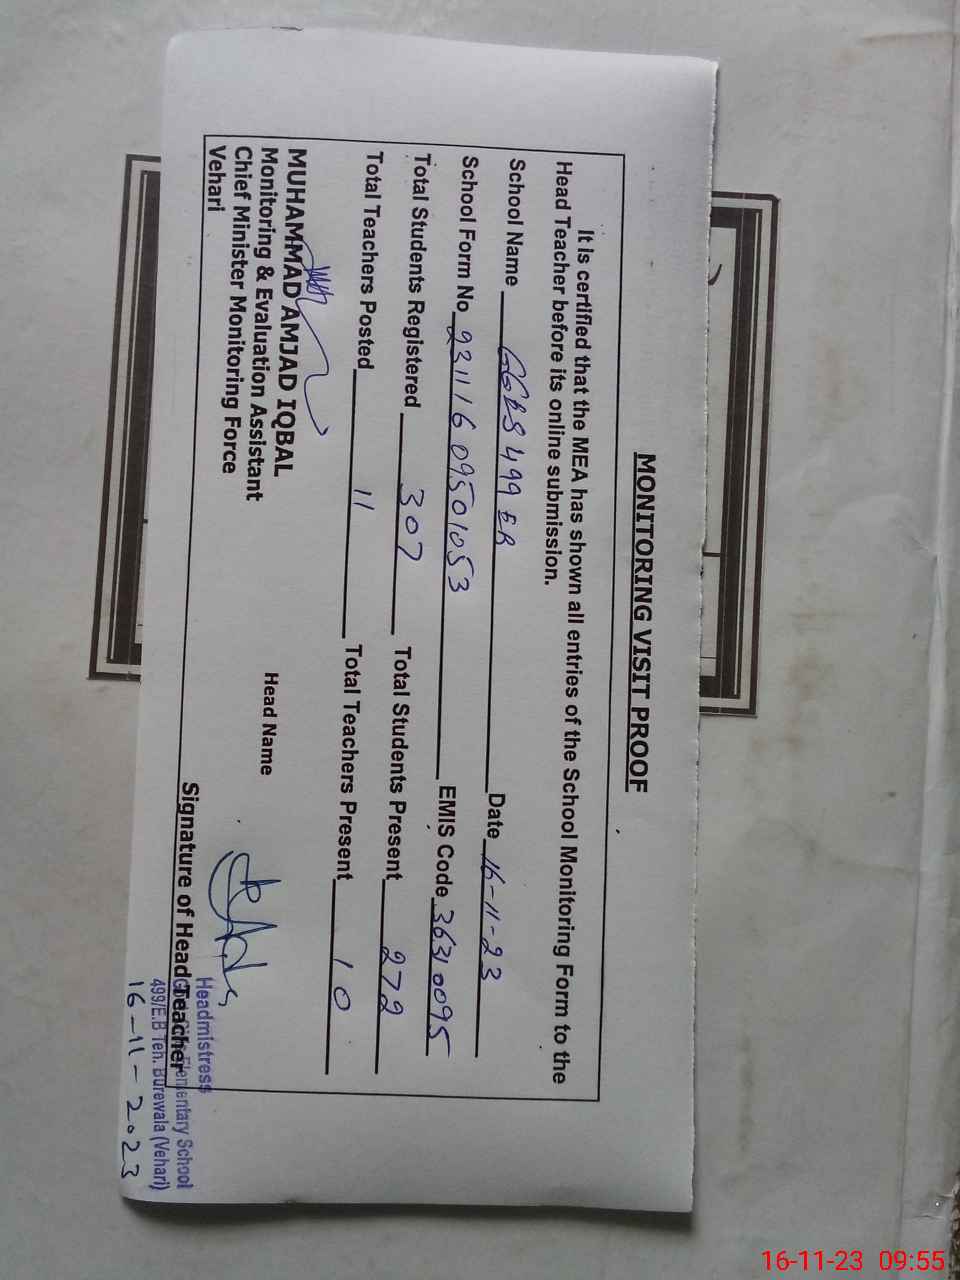 MONITORING VISIT PROOF
It is certified that the MEA has shown all entries of the School Monitoring Form to the
Head Teacher before its online submission.
School Name GGES 499 EB Date 16-11-23
School Form No 231116 09501053 EMIS Code 36310095
Total Students Registered 307 Total Students Present 272
Total Teachers Posted 11 Total Teachers Present 10
MUHAMMAD AMJAD IQBAL
Monitoring & Evaluation Assistant
Chief Minister Monitoring Force
Vehari
Head Name
Signature of Head Teacher
Headmistress
Elementary School
499/E.B Teh. Burewala (Vehari)
16-11-2023
16-11-23 09:55